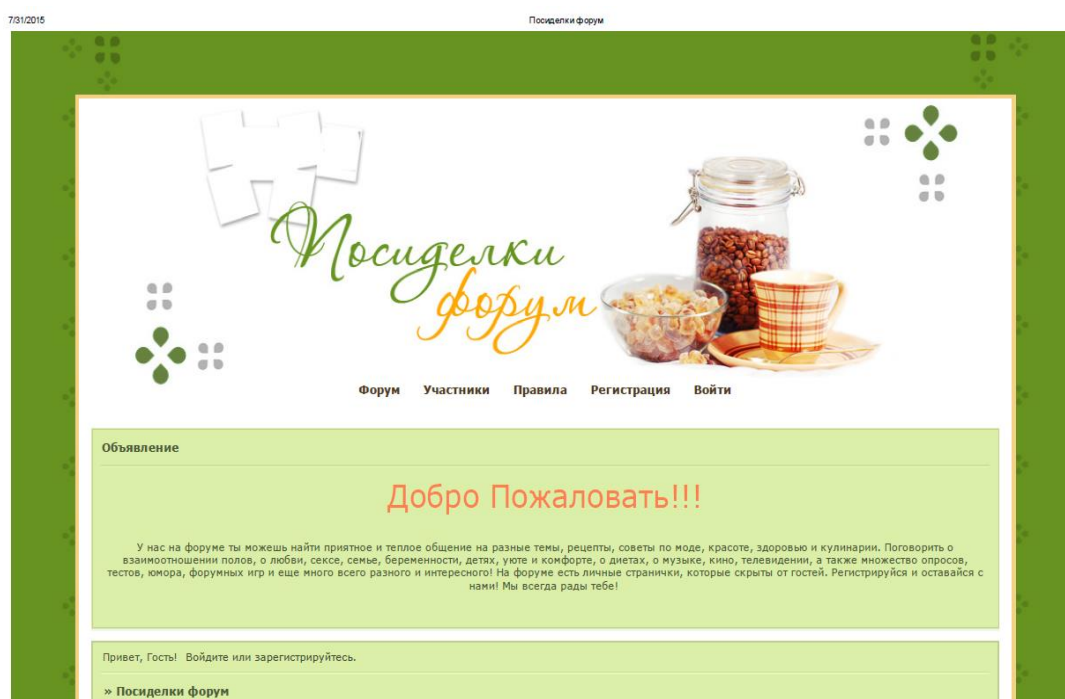 7/31/2015
Посиделки форум
Посиделки
форум
Форум Участники Правила Регистрация Войти
Объявление
Добро Пожаловать!!!
У нас на форуме ты можешь найти приятное и теплое общение на разные темы, рецепты, советы по моде, красоте, здоровью и кулинарии. Поговорить о
взаимоотношении полов, о любви, сексе, семье, беременности, детях, уюте и комфорте, о диетах, о музыке, кино, телевидении, а также множество опросов,
тестов, юмора, форумных игр и еще много всего разного и интересного! На форуме есть личные странички, которые скрыты от гостей. Регистрируйся и оставайся с
нами! Мы всегда рады тебе!
Привет, Гость! Войдите или зарегистрируйтесь.
» Посиделки форум